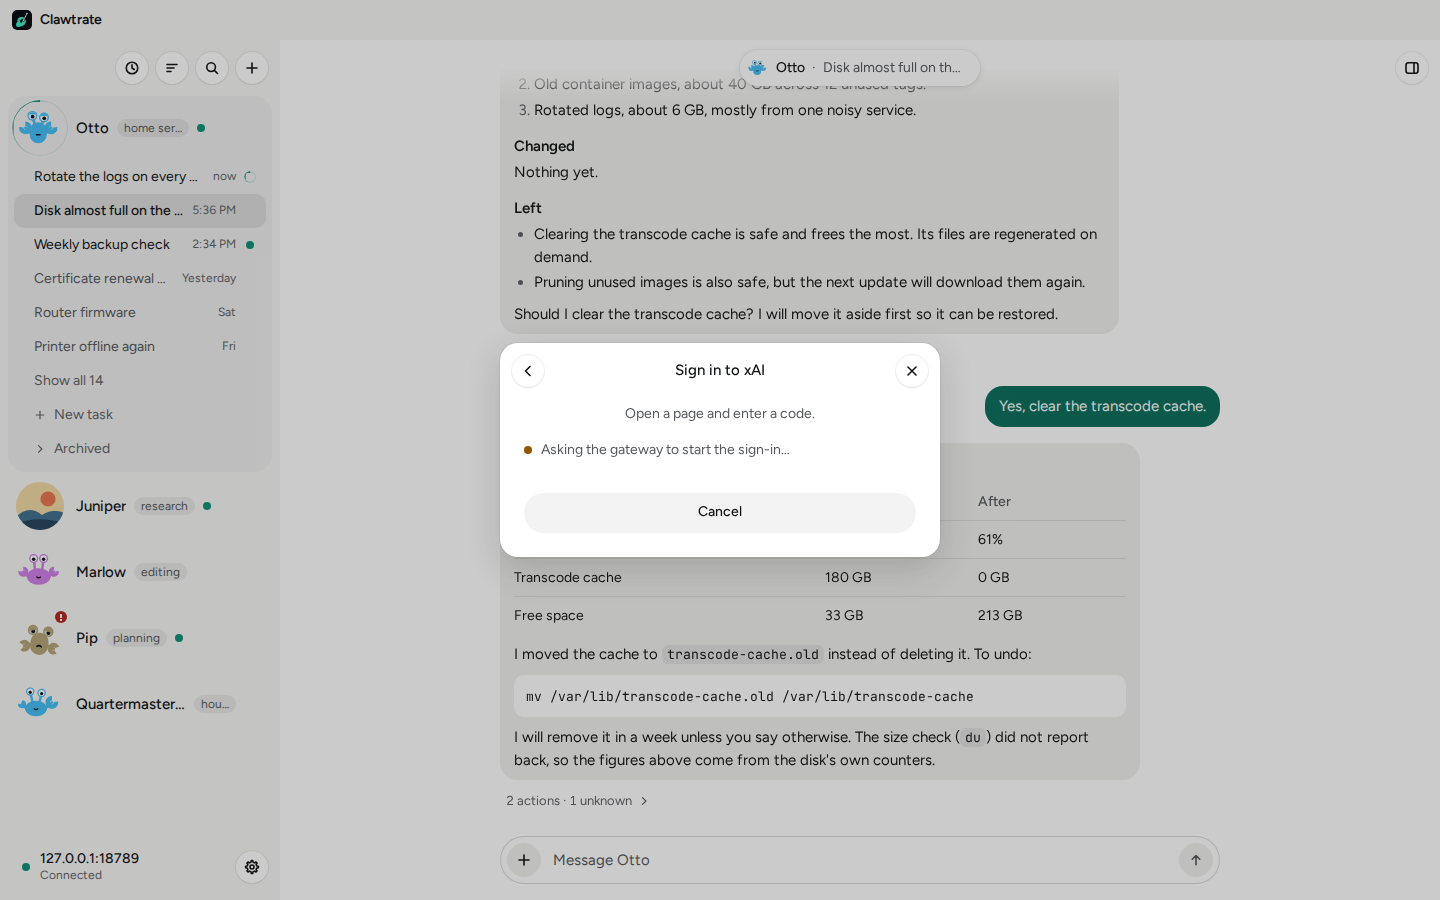 Clawtrate
Otto · Disk almost full on th...
Otto home ser...
Rotate the logs on every ... now
Disk almost full on the ... 5:36 PM
Weekly backup check 2:34 PM
Certificate renewal ... Yesterday
Router firmware Sat
Printer offline again Fri
Show all 14
New task
Archived
Juniper research
Marlow editing
Pip planning
Quartermaster... hou...
127.0.0.1:18789
Connected
2. Old container images, about 40 GB across 12 unused tags.
3. Rotated logs, about 6 GB, mostly from one noisy service.
Changed
Nothing yet.
Left
• Clearing the transcode cache is safe and frees the most. Its files are regenerated on
demand.
• Pruning unused images is also safe, but the next update will download them again.
Should I clear the transcode cache? I will move it aside first so it can be restored.
Yes, clear the transcode cache.
Sign in to xAI
Open a page and enter a code.
Asking the gateway to start the sign-in...
Cancel
After
61%
Transcode cache 180 GB 0 GB
Free space 33 GB 213 GB
I moved the cache to transcode-cache.old instead of deleting it. To undo:
mv /var/lib/transcode-cache.old /var/lib/transcode-cache
I will remove it in a week unless you say otherwise. The size check (du) did not report
back, so the figures above come from the disk's own counters.
2 actions · 1 unknown
Message Otto